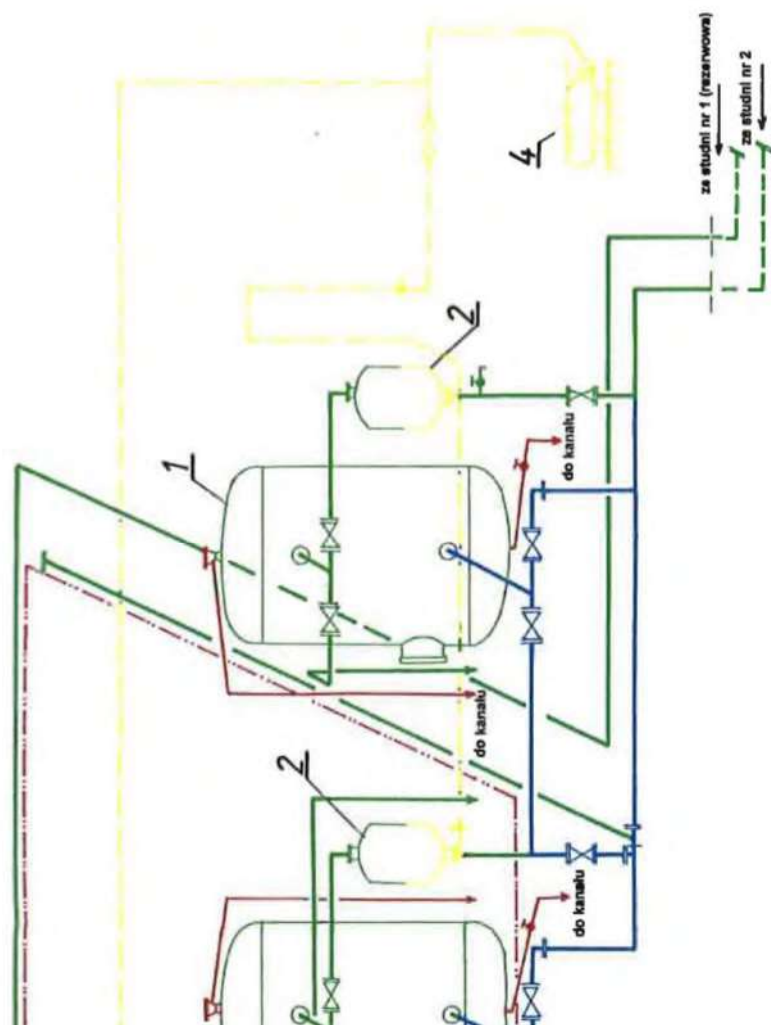 ze studni nr 1 (rezerwowa)
ze studni nr 2
4
2
1
do kanału
do kanału
2
do kanału